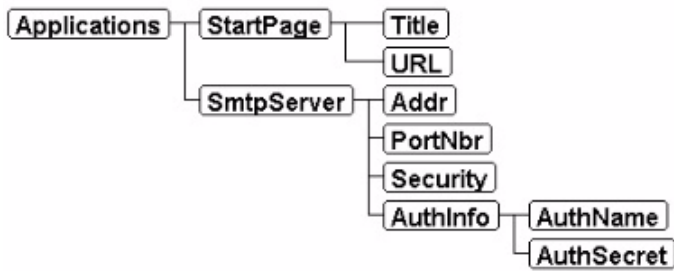 Applications StartPage Title
URL
SmtpServer Addr
PortNbr
Security
AuthInfo AuthName
AuthSecret